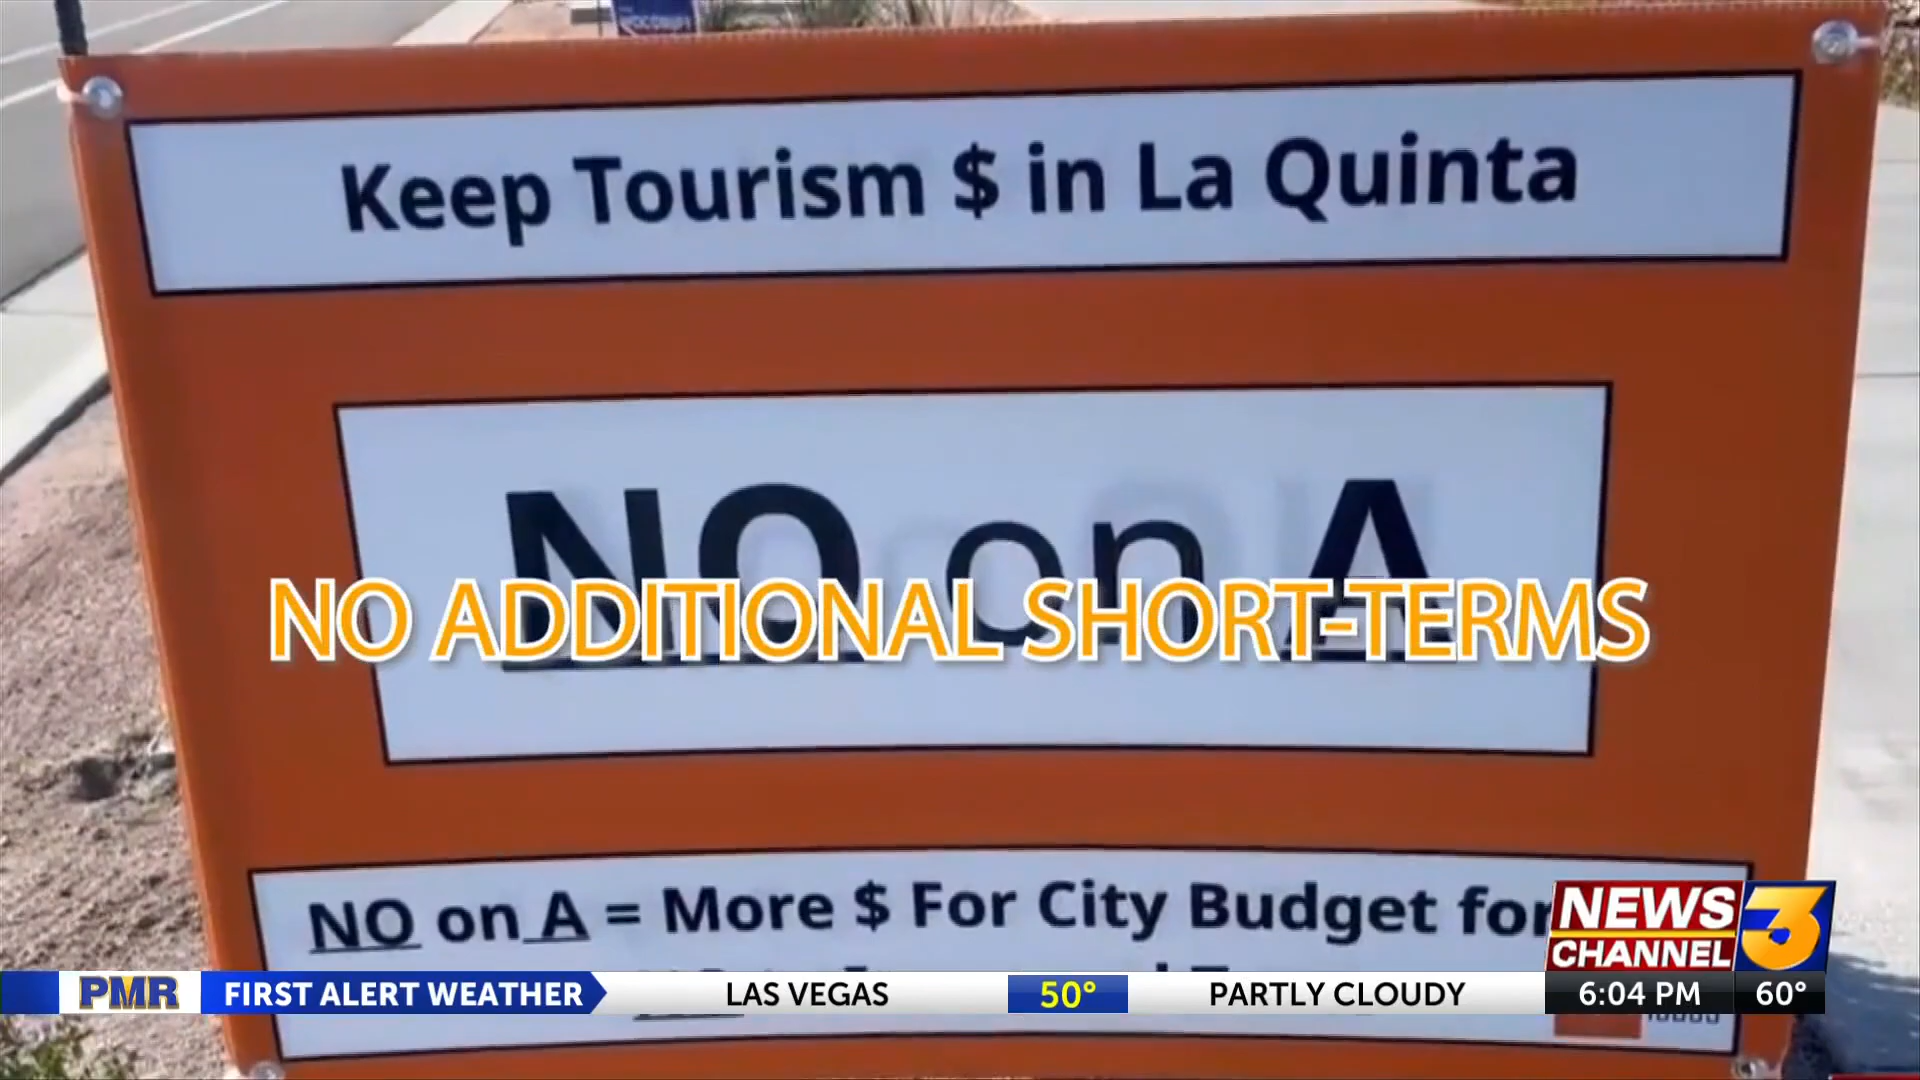 Keep Tourism $ in La Quinta
NO on A
NO ADDITIONAL SHORT-TERMS
NO on A = More $ For City Budget for
NEWS
CHANNEL 3
PMR FIRST ALERT WEATHER LAS VEGAS 50° PARTLY CLOUDY 6:04 PM 60°